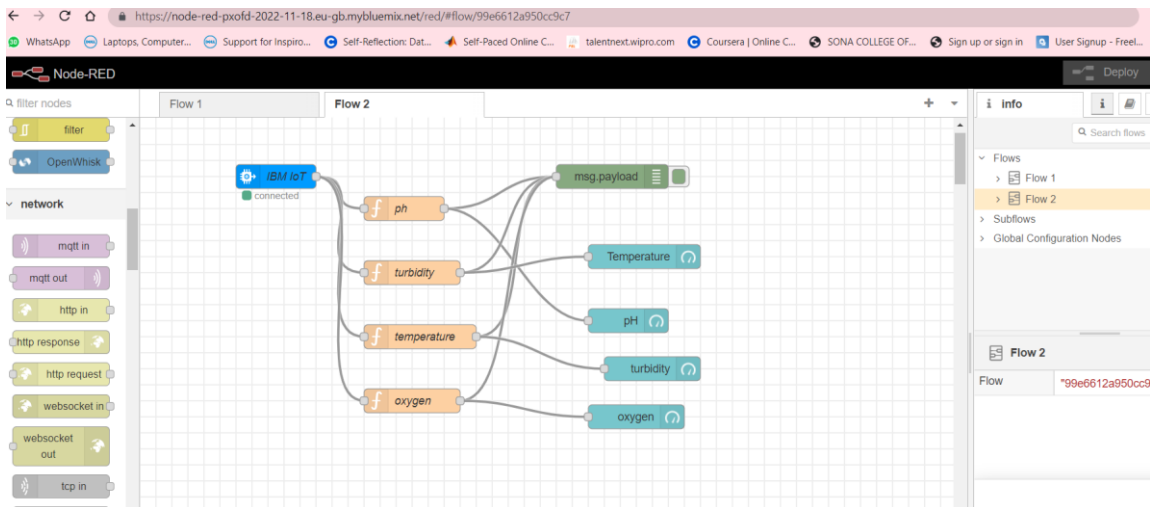 https://node-red-pxofd-2022-11-18.eu-gb.mybluemix.net/red/#flow/99e6612a950cc9c7
WhatsApp Laptops, Computer... Support for Inspiro... Self-Reflection: Dat... Self-Paced Online C... talentnext.wipro.com Coursera | Online C... SONA COLLEGE OF... Sign up or sign in User Signup - Freel...
Node-RED Deploy
filter nodes Flow 1 Flow 2 i info
filter
Search flows
OpenWhisk
Flows
Flow 1
Flow 2
Subflows
Global Configuration Nodes
network
mqtt in
mqtt out
http in
http response
http request
websocket in
websocket
out
tcp in
IBM IoT
connected
ph
turbidity
temperature
oxygen
msg.payload
Temperature
pH
turbidity
oxygen
Flow 2
Flow "99e6612a950cc9